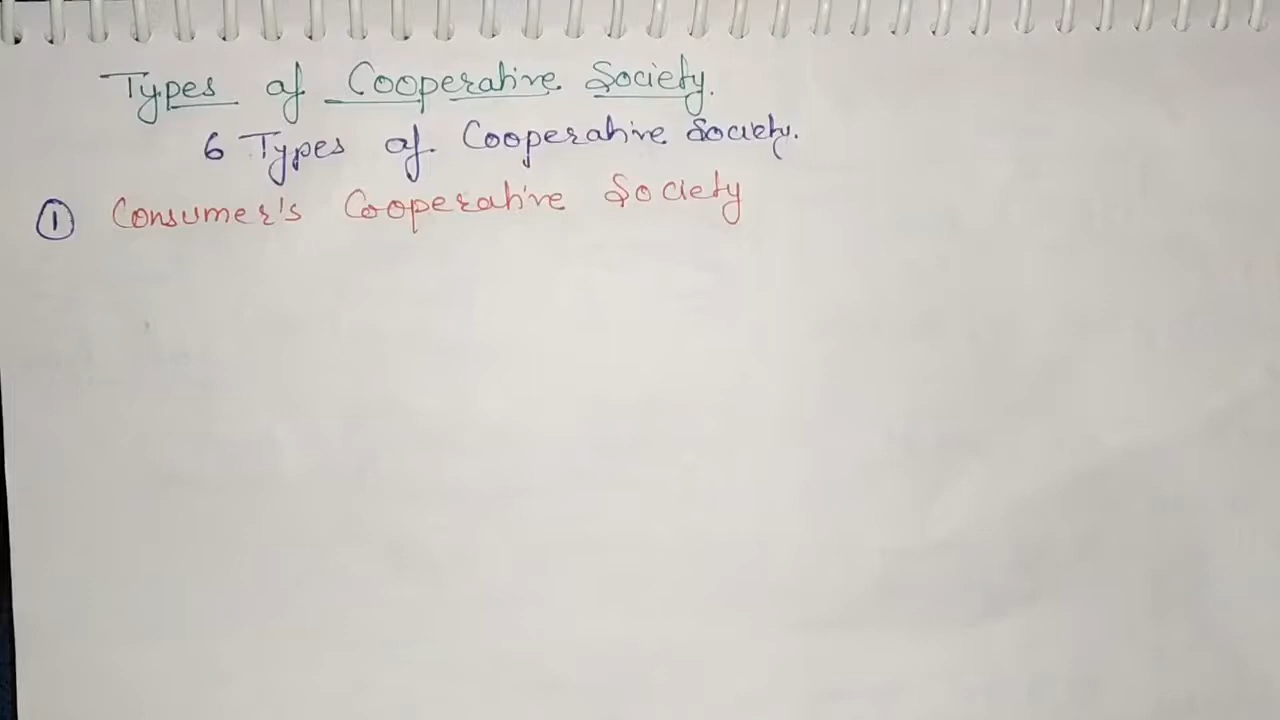 Types of Cooperative Society.
6 Types of Cooperative Society.
① Consumer's Cooperative Society